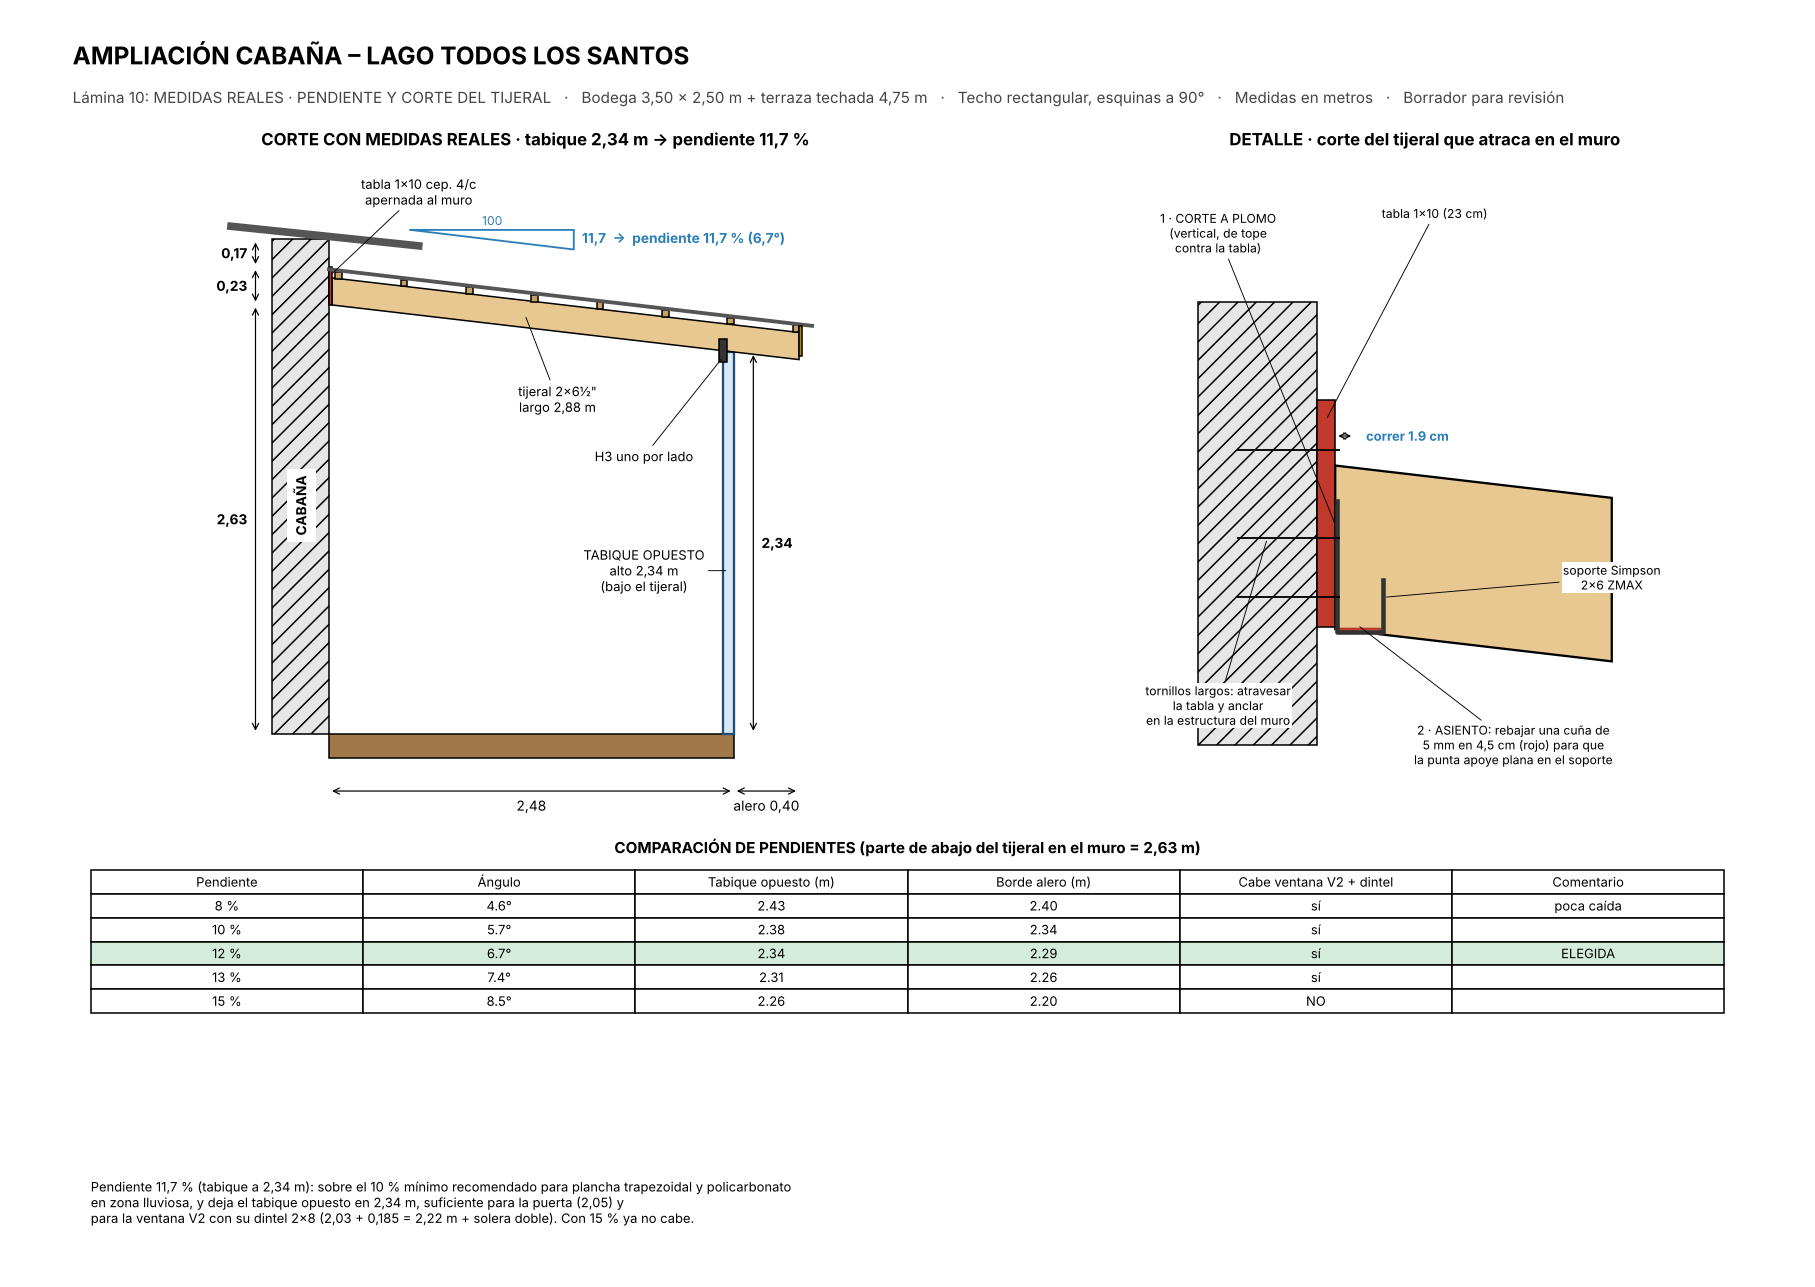 AMPLIACIÓN CABAÑA – LAGO TODOS LOS SANTOS
Lámina 10: MEDIDAS REALES · PENDIENTE Y CORTE DEL TIJERAL · Bodega 3,50 × 2,50 m + terraza techada 4,75 m · Techo rectangular, esquinas a 90° · Medidas en metros · Borrador para revisión
CORTE CON MEDIDAS REALES · tabique 2,34 m → pendiente 11,7 %
tabla 1×10 cep. 4/c
apernada al muro
100
11,7 → pendiente 11,7 % (6,7°)
0,17
0,23
2,63
CABAÑA
tijeral 2×6½"
largo 2,88 m
H3 uno por lado
TABIQUE OPUESTO
alto 2,34 m
(bajo el tijeral)
2,34
2,48
alero 0,40
DETALLE · corte del tijeral que atraca en el muro
1 · CORTE A PLOMO
(vertical, de tope
contra la tabla)
tabla 1×10 (23 cm)
correr 1.9 cm
soporte Simpson
2×6 ZMAX
tornillos largos: atravesar
la tabla y anclar
en la estructura del muro
2 · ASIENTO: rebajar una cuña de
5 mm en 4,5 cm (rojo) para que
la punta apoye plana en el soporte
COMPARACIÓN DE PENDIENTES (parte de abajo del tijeral en el muro = 2,63 m)
Pendiente Ángulo Tabique opuesto (m) Borde alero (m) Cabe ventana V2 + dintel Comentario
8 % 4.6° 2.43 2.40 sí poca caída
10 % 5.7° 2.38 2.34 sí
12 % 6.7° 2.34 2.29 sí ELEGIDA
13 % 7.4° 2.31 2.26 sí
15 % 8.5° 2.26 2.20 NO
Pendiente 11,7 % (tabique a 2,34 m): sobre el 10 % mínimo recomendado para plancha trapezoidal y policarbonato
en zona lluviosa, y deja el tabique opuesto en 2,34 m, suficiente para la puerta (2,05) y
para la ventana V2 con su dintel 2×8 (2,03 + 0,185 = 2,22 m + solera doble). Con 15 % ya no cabe.